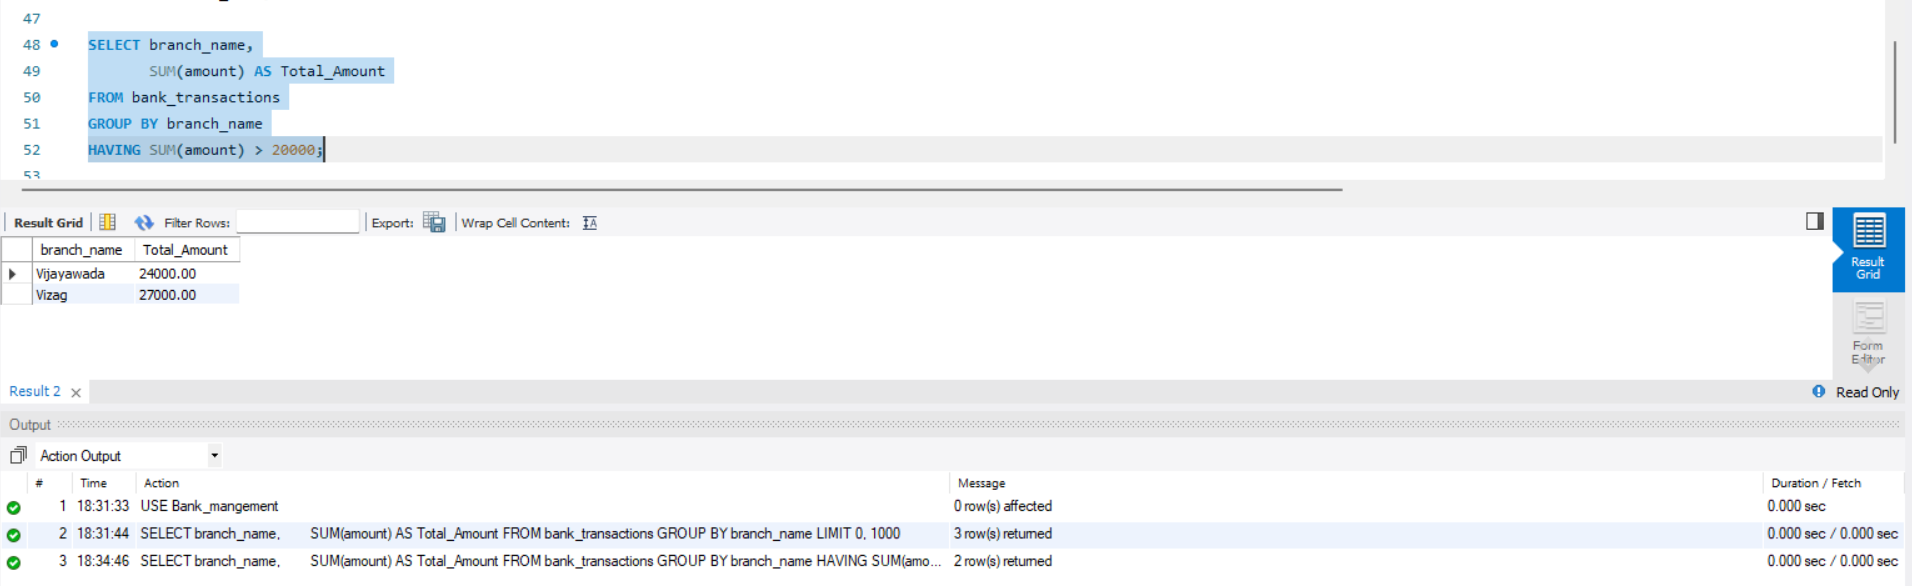 47
48 SELECT branch_name,
49 SUM(amount) AS Total_Amount
50 FROM bank_transactions
51 GROUP BY branch_name
52 HAVING SUM(amount) > 20000;
53
Result Grid Filter Rows: Export: Wrap Cell Content: IA
branch_name Total_Amount
Vijayawada 24000.00
Vizag 27000.00
Result
Grid
Form
Editor
Result 2 × Read Only
Output
Action Output
# Time Action Message Duration / Fetch
1 18:31:33 USE Bank_mangement 0 row(s) affected 0.000 sec
2 18:31:44 SELECT branch_name, SUM(amount) AS Total_Amount FROM bank_transactions GROUP BY branch_name LIMIT 0, 1000 3 row(s) returned 0.000 sec / 0.000 sec
3 18:34:46 SELECT branch_name, SUM(amount) AS Total_Amount FROM bank_transactions GROUP BY branch_name HAVING SUM(amo... 2 row(s) returned 0.000 sec / 0.000 sec